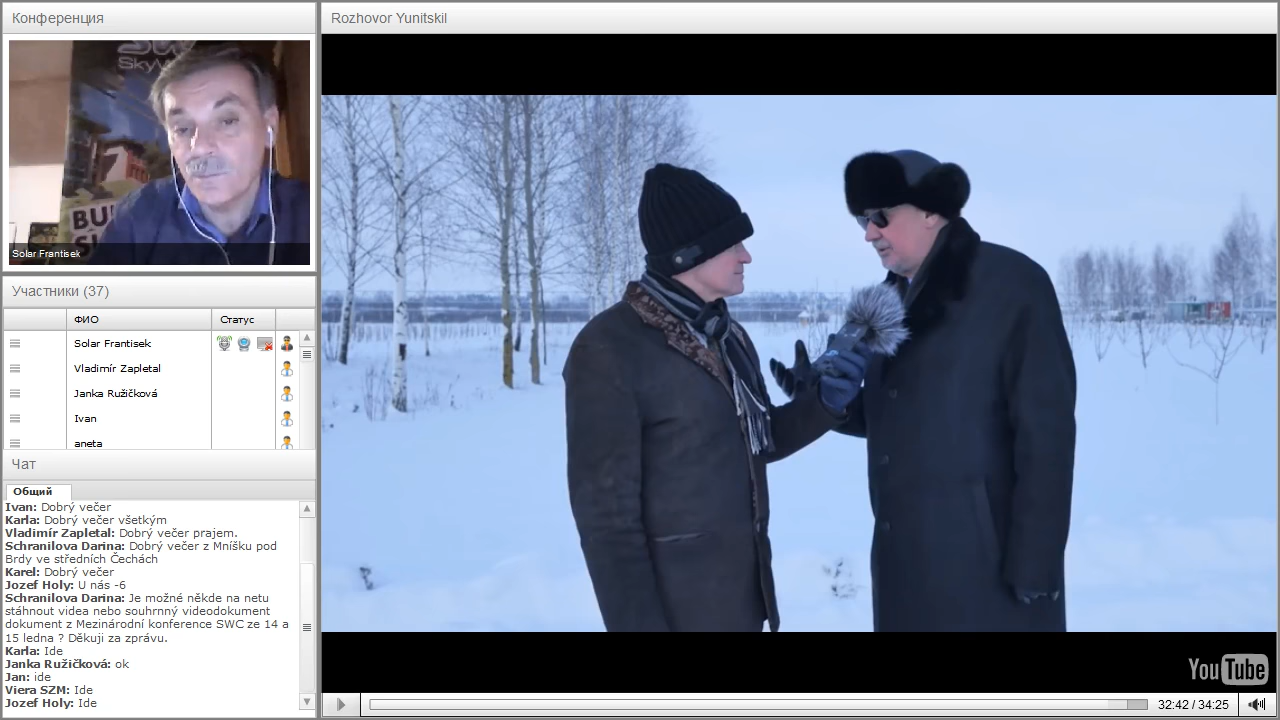 Конференция
SkyW
BU
Solar Frantisek
Участники (37)
ФИО
Статус
Solar Frantisek
Vladimír Zapletal
Janka Ružičková
Ivan
aneta
Чат
Общий
Ivan: Dobrý večer
Karla: Dobrý večer všetkým
Vladimír Zapletal: Dobrý večer prajem.
Schranilova Darina: Dobrý večer z Mníšku pod
Brdy ve středních Čechách
Karel: Dobrý večer
Jozef Holy: U nás -6
Schranilova Darina: Je možné někde na netu
stáhnout videa nebo souhrnný videodokument
dokument z Mezinárodní konference SWC ze 14 a
15 ledna ? Děkuji za zprávu.
Karla: Ide
Janka Ružičková: ok
Jan: ide
Viera SZM: Ide
Jozef Holy: Ide
Rozhovor Yunitskil
YouTube
32:42 / 34:25